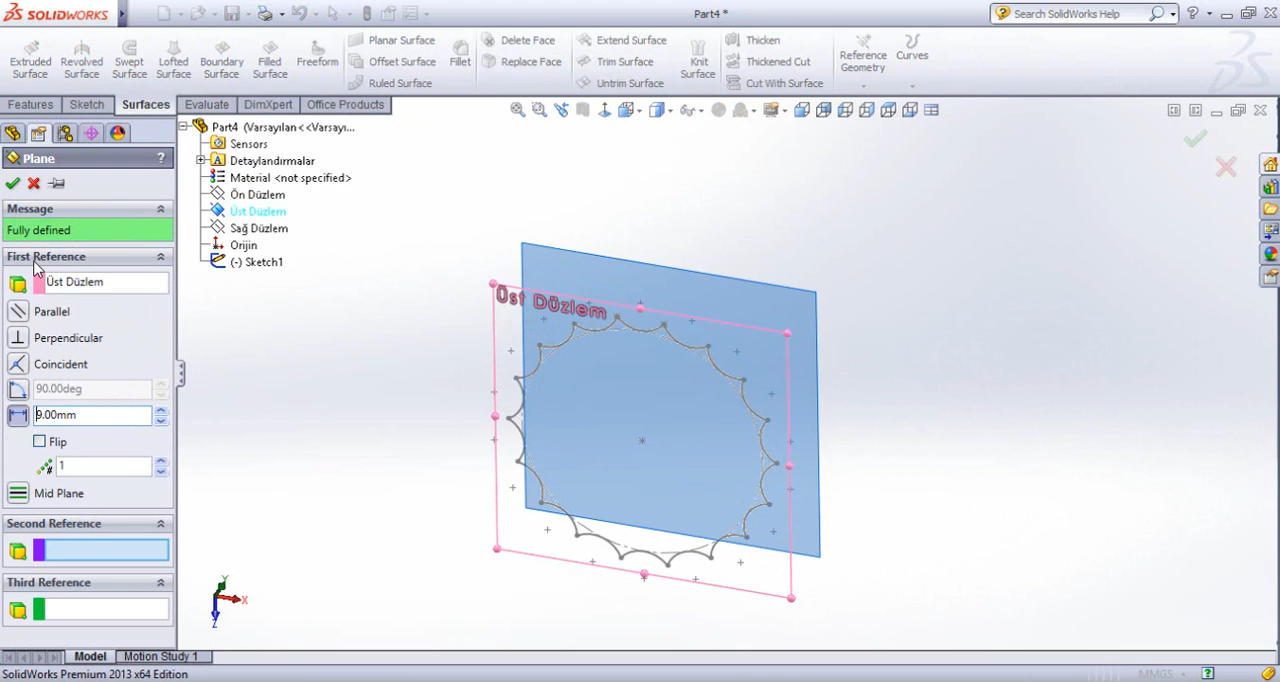 SOLIDWORKS
Part4 *
Search SolidWorks Help
Extruded Surface
Revolved Surface
Swept Surface
Lofted Surface
Boundary Surface
Filled Surface
Freeform
Planar Surface
Offset Surface
Ruled Surface
Fillet
Delete Face
Replace Face
Extend Surface
Trim Surface
Untrim Surface
Knit Surface
Thicken
Thickened Cut
Cut With Surface
Reference Geometry
Curves
Features
Sketch
Surfaces
Evaluate
DimXpert
Office Products
Plane
?
Message
Fully defined
First Reference
Üst Düzlem
Parallel
Perpendicular
Coincident
90.00deg
9.00mm
Flip
1
Mid Plane
Second Reference
Third Reference
Part4 (Varsayılan<<Varsayı...
Sensors
Detaylandırmalar
Material <not specified>
Ön Düzlem
Üst Düzlem
Sağ Düzlem
Orijin
(-) Sketch1
Üst Düzlem
Y
X
Z
Model
Motion Study 1
SolidWorks Premium 2013 x64 Edition
MMGS